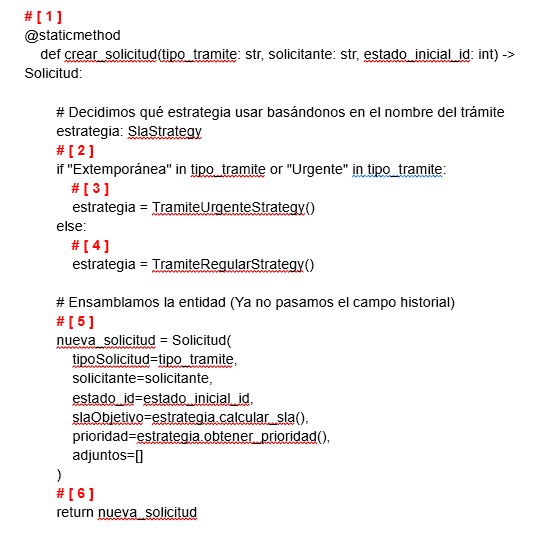 # [ 1 ]
@staticmethod
def crear_solicitud(tipo_tramite: str, solicitante: str, estado_inicial_id: int) ->
Solicitud:
# Decidimos qué estrategia usar basándonos en el nombre del trámite
estrategia: SlaStrategy
# [ 2 ]
if "Extemporánea" in tipo_tramite or "Urgente" in tipo_tramite:
# [ 3 ]
estrategia = TramiteUrgenteStrategy()
else:
# [ 4 ]
estrategia = TramiteRegularStrategy()
# Ensamblamos la entidad (Ya no pasamos el campo historial)
# [ 5 ]
nueva_solicitud = Solicitud(
tipoSolicitud=tipo_tramite,
solicitante=solicitante,
estado_id=estado_inicial_id,
slaObjetivo=estrategia.calcular_sla(),
prioridad=estrategia.obtener_prioridad(),
adjuntos=[]
)
# [ 6 ]
return nueva_solicitud